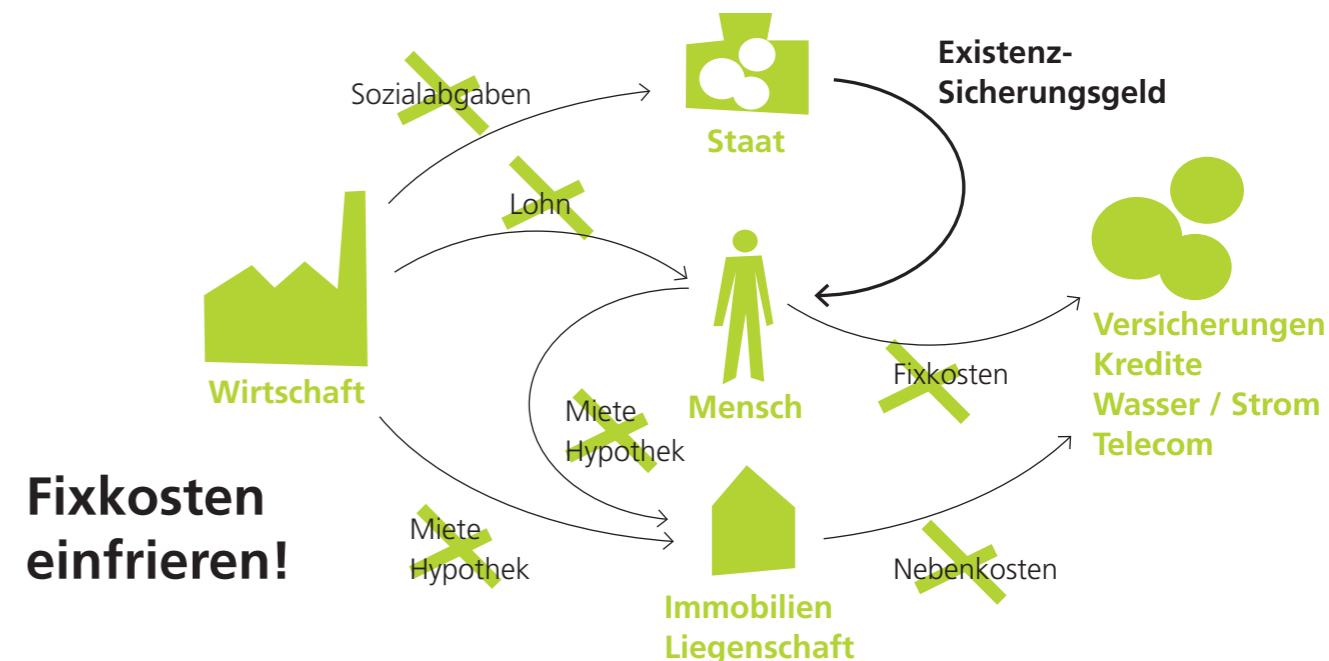 Existenz-
Sicherungsgeld
Sozialabgaben
Staat
Lohn
Wirtschaft
Mensch
Versicherungen
Kredite
Wasser / Strom
Telecom
Fixkosten
Miete
Hypothek
Fixkosten
einfrieren!
Miete
Hypothek
Nebenkosten
Immobilien
Liegenschaft